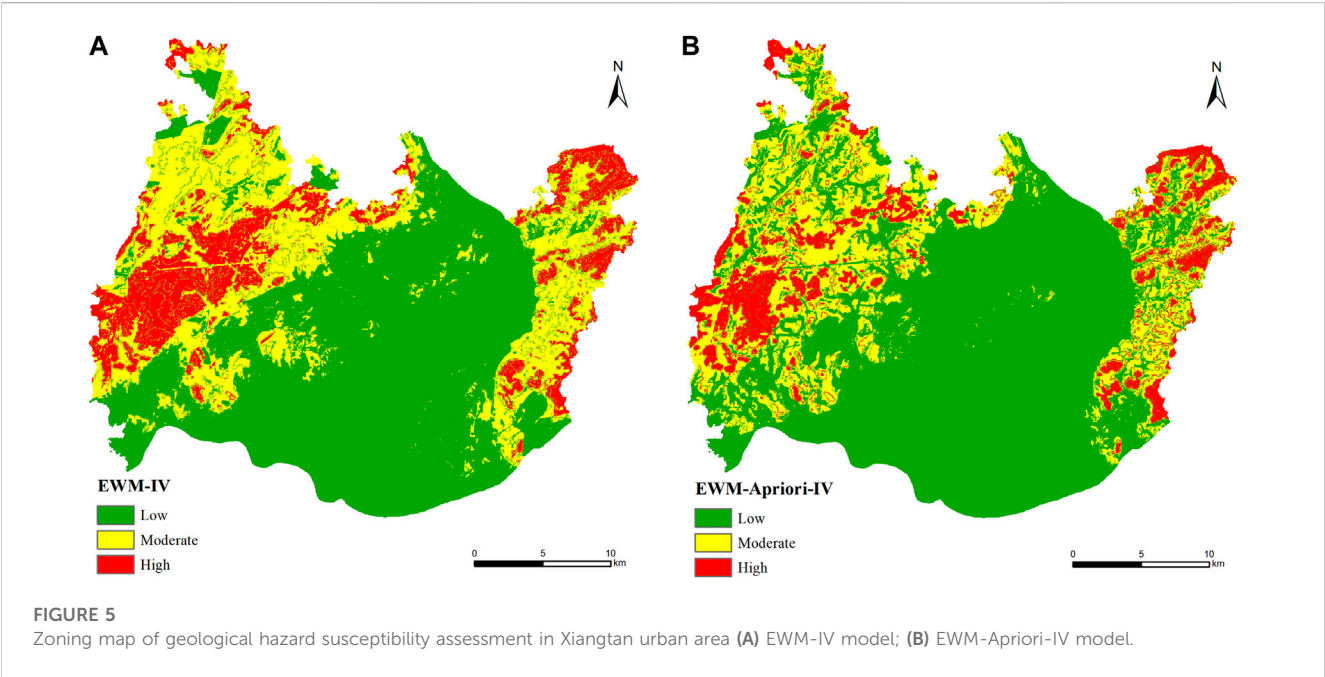 A
N
EWM-IV
Low
Moderate
High
0 5 10
km
B
N
EWM-Apriori-IV
Low
Moderate
High
0 5 10
km
FIGURE 5
Zoning map of geological hazard susceptibility assessment in Xiangtan urban area (A) EWM-IV model; (B) EWM-Apriori-IV model.